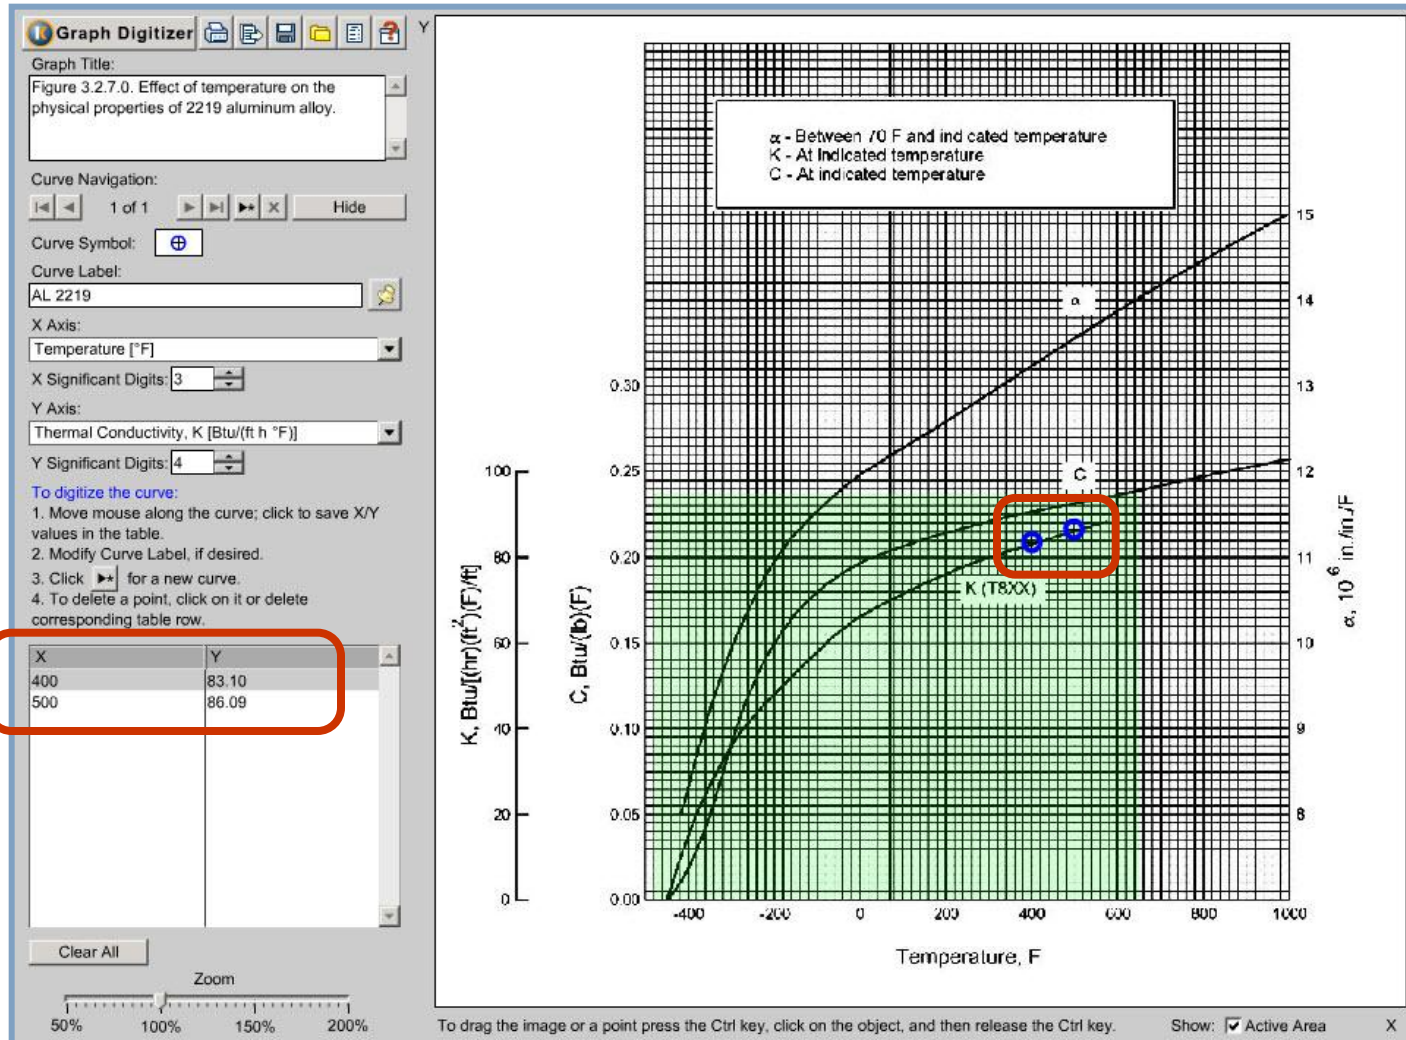 Graph Digitizer
Graph Title:
Figure 3.2.7.0. Effect of temperature on the
physical properties of 2219 aluminum alloy.
Curve Navigation:
1 of 1
Hide
Curve Symbol:
Curve Label:
AL 2219
X Axis:
Temperature [°F]
X Significant Digits: 3
Y Axis:
Thermal Conductivity, K [Btu/(ft h °F)]
Y Significant Digits: 4
To digitize the curve:
1. Move mouse along the curve; click to save X/Y
values in the table.
2. Modify Curve Label, if desired.
3. Click for a new curve.
4. To delete a point, click on it or delete
corresponding table row.
X Y
400 83.10
500 86.09
Clear All
Zoom
50% 100% 150% 200%
Y
α - Between 70 F and ind cated temperature
K - At Indicated temperature
C - At indicated temperature
α
C
K (T8XX)
100
80
60
40
20
0
K, Btu/[(hr)(ft²)(F)/ft]
0.30
0.25
0.20
0.15
0.10
0.05
0.00
C, Btu/(lb)(F)
15
14
13
12
11
10
9
8
α, 10⁻⁶ in./in./F
-400 -200 0 200 400 600 800 1000
Temperature, F
To drag the image or a point press the Ctrl key, click on the object, and then release the Ctrl key.
Show: Active Area
X